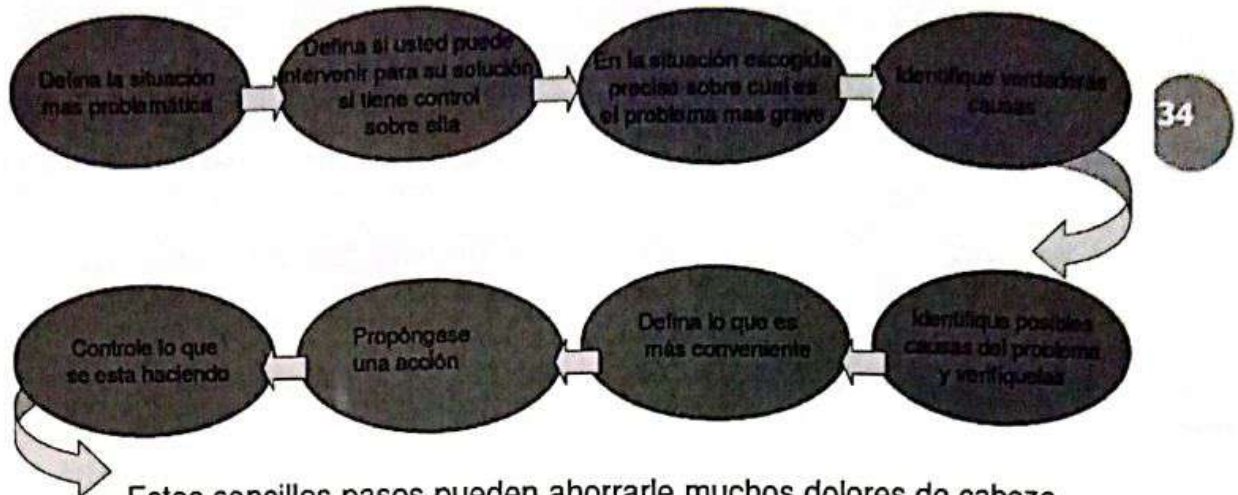 Defina la situación
mas problemática
Defina si usted puede
intervenir para su solución
si tiene control
sobre ella
En la situación escogida
precise sobre cual es
el problema mas grave
Identifique verdaderas
causas
34
Identifique posibles
causas del problema
y verifiquelas
Defina lo que es
más conveniente
Propóngase
una acción
Controle lo que
se esta haciendo
Estos sencillos pasos pueden ahorrarle muchos dolores de cabeza